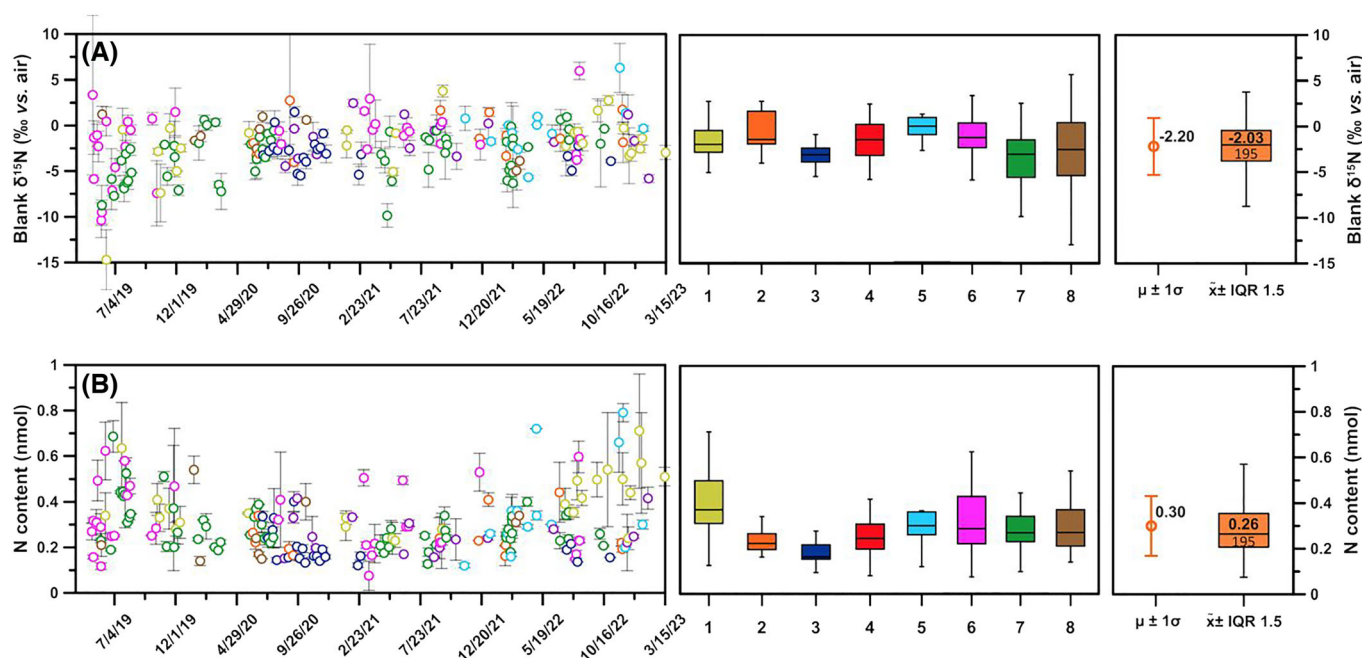 (A)
Blank δ¹⁵N (‰ vs. air)
10
5
0
-5
-10
-15
7/4/19 12/1/19 4/29/20 9/26/20 2/23/21 7/23/21 12/20/21 5/19/22 10/16/22 3/15/23
1 2 3 4 5 6 7 8
-2.20
-2.03
195
μ ± 1σ x̃± IQR 1.5
10
5
0
-5
-10
-15
Blank δ¹⁵N (‰ vs. air)
(B)
N content (nmol)
1
0.8
0.6
0.4
0.2
0
7/4/19 12/1/19 4/29/20 9/26/20 2/23/21 7/23/21 12/20/21 5/19/22 10/16/22 3/15/23
1 2 3 4 5 6 7 8
0.30
0.26
195
μ ± 1σ x̃± IQR 1.5
1
0.8
0.6
0.4
0.2
0
N content (nmol)